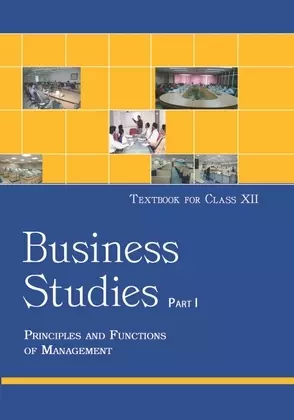 Textbook for Class XII
Business
Studies Part I
Principles and Functions
of Management